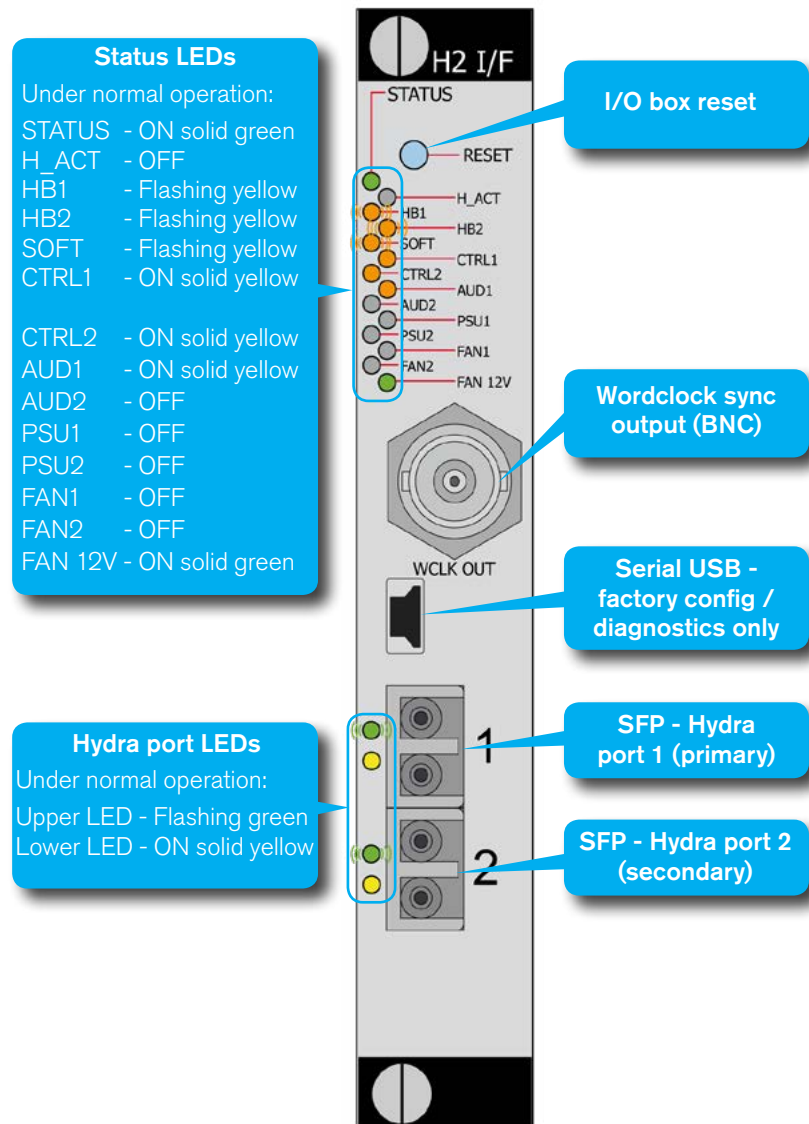 Status LEDs
Under normal operation:
STATUS - ON solid green
H_ACT - OFF
HB1 - Flashing yellow
HB2 - Flashing yellow
SOFT - Flashing yellow
CTRL1 - ON solid yellow
CTRL2 - ON solid yellow
AUD1 - ON solid yellow
AUD2 - OFF
PSU1 - OFF
PSU2 - OFF
FAN1 - OFF
FAN2 - OFF
FAN 12V - ON solid green
Hydra port LEDs
Under normal operation:
Upper LED - Flashing green
Lower LED - ON solid yellow
H2 I/F
STATUS
RESET
H_ACT
HB1
HB2
SOFT
CTRL1
CTRL2
AUD1
AUD2
PSU1
PSU2
FAN1
FAN2
FAN 12V
WCLK OUT
1
2
I/O box reset
Wordclock sync
output (BNC)
Serial USB -
factory config /
diagnostics only
SFP - Hydra
port 1 (primary)
SFP - Hydra port 2
(secondary)